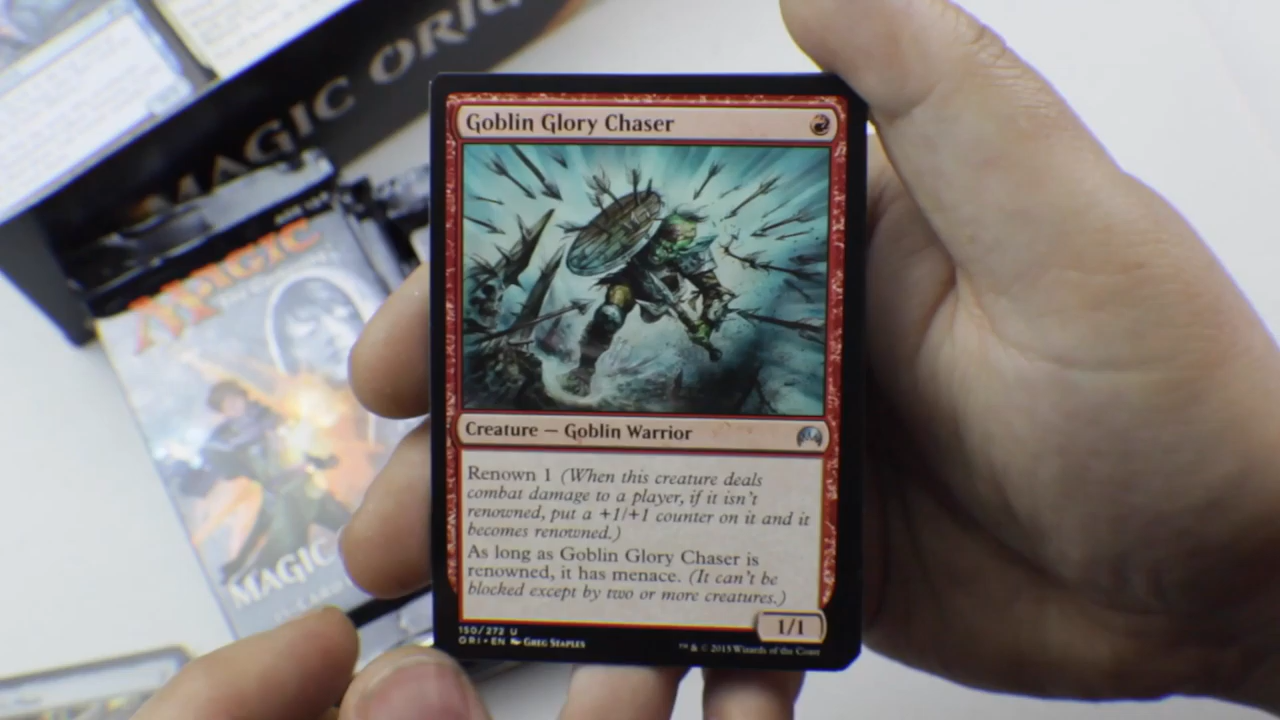 MAGIC ORIG
MAGIC
MAGIC
Goblin Glory Chaser
Creature — Goblin Warrior
Renown 1 (When this creature deals
combat damage to a player, if it isn't
renowned, put a +1/+1 counter on it and it
becomes renowned.)
As long as Goblin Glory Chaser is
renowned, it has menace. (It can't be
blocked except by two or more creatures.)
1/1
150/272 U
ORI • EN Greg Staples
™ & © 2015 Wizards of the Coast